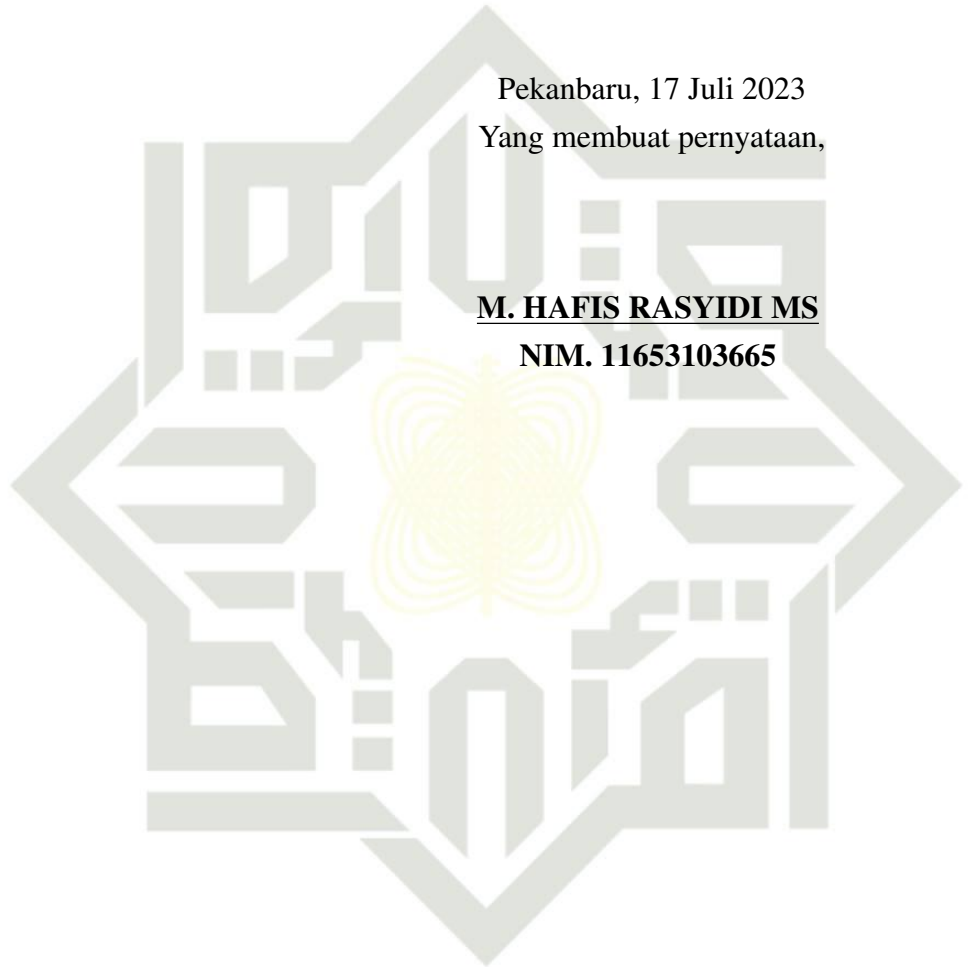 Pekanbaru, 17 Juli 2023
Yang membuat pernyataan,
M. HAFIS RASYIDI MS
NIM. 11653103665